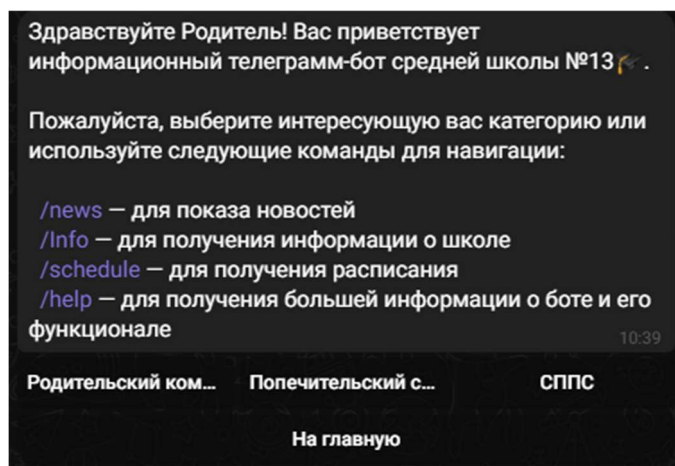 Здравствуйте Родитель! Вас приветствует
информационный телеграмм-бот средней школы №13🎓.
Пожалуйста, выберите интересующую вас категорию или
используйте следующие команды для навигации:
/news — для показа новостей
/Info — для получения информации о школе
/schedule — для получения расписания
/help — для получения большей информации о боте и его
функционале
10:39
Родительский ком... Попечительский с... СППС
На главную